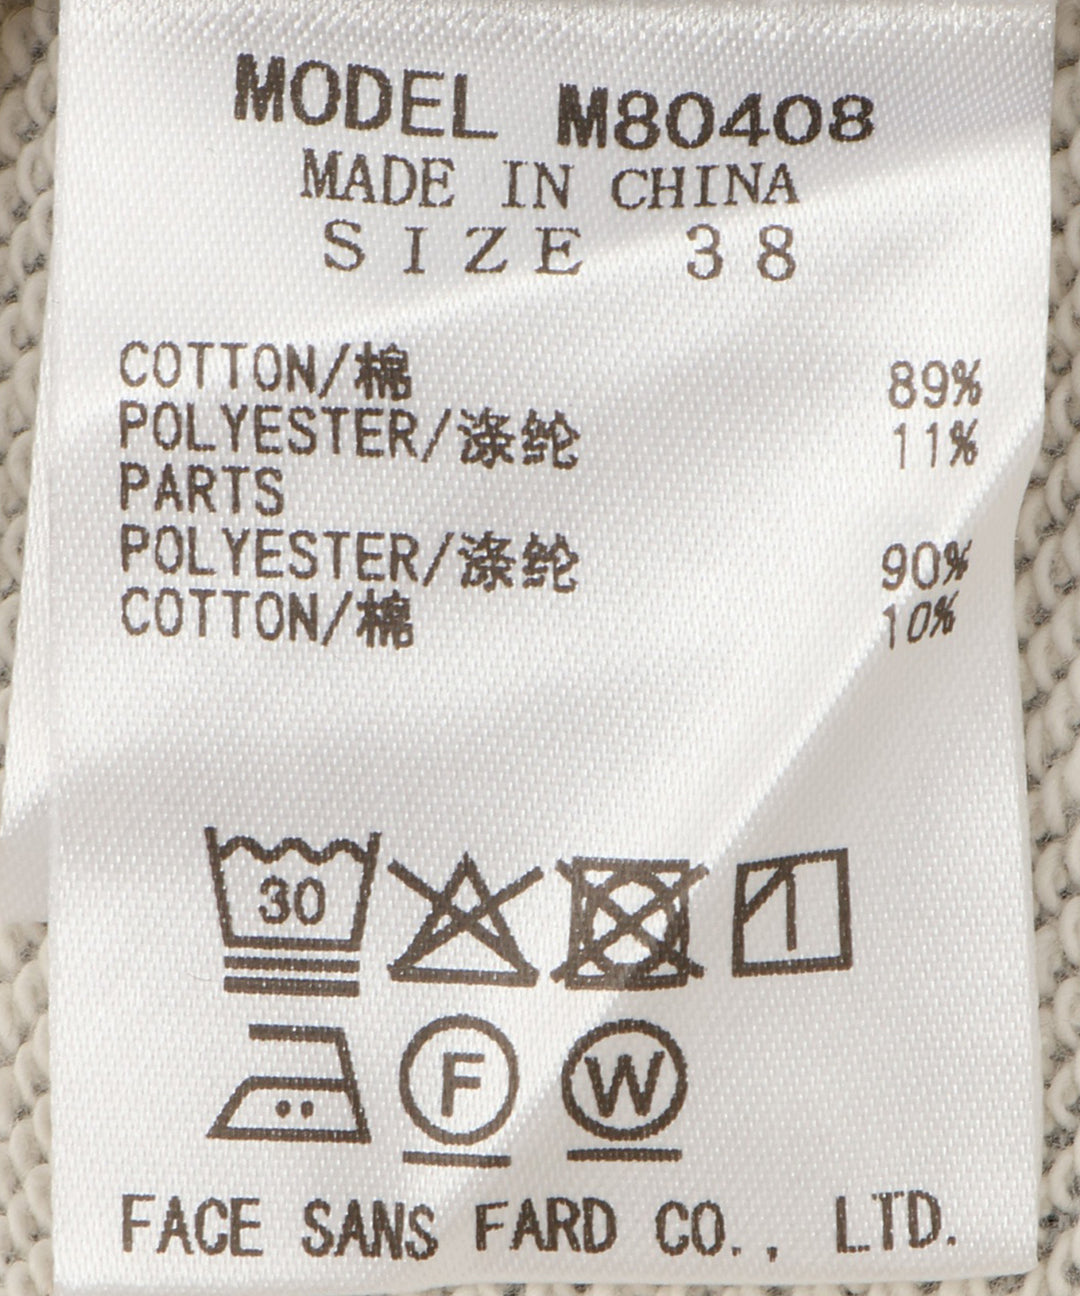 MODEL M80408
MADE IN CHINA
SIZE 38
COTTON/棉 89%
POLYESTER/涤纶 11%
PARTS
POLYESTER/涤纶 90%
COTTON/棉 10%
30
F W
FACE SANS FARD CO., LTD.